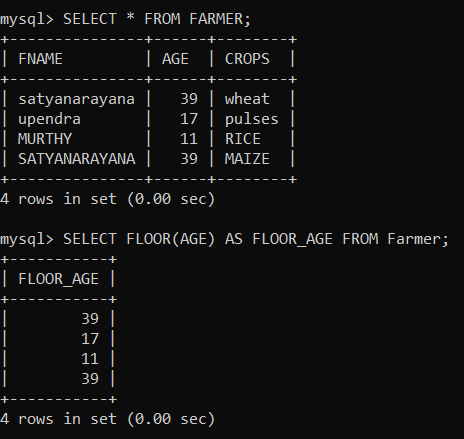 mysql> SELECT * FROM FARMER;
+---------------+------+--------+
| FNAME         | AGE  | CROPS  |
+---------------+------+--------+
| satyanarayana |   39 | wheat  |
| upendra       |   17 | pulses |
| MURTHY        |   11 | RICE   |
| SATYANARAYANA |   39 | MAIZE  |
+---------------+------+--------+
4 rows in set (0.00 sec)

mysql> SELECT FLOOR(AGE) AS FLOOR_AGE FROM Farmer;
+-----------+
| FLOOR_AGE |
+-----------+
|        39 |
|        17 |
|        11 |
|        39 |
+-----------+
4 rows in set (0.00 sec)